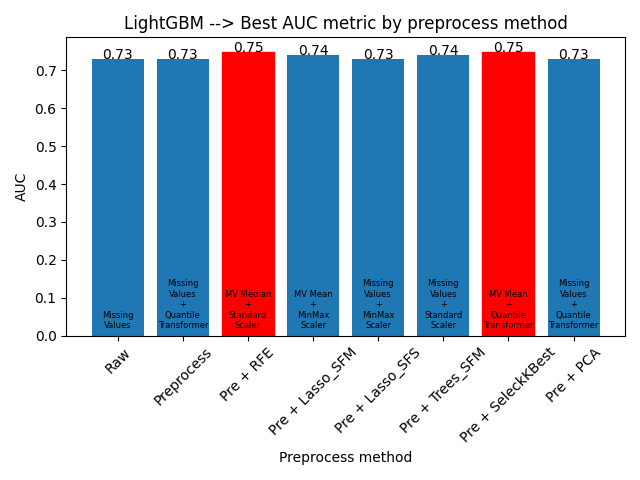 LightGBM --> Best AUC metric by preprocess method
0.73
0.73
0.75
0.74
0.73
0.74
0.75
0.73
0.7
0.6
0.5
0.4
0.3
0.2
0.1
0.0
AUC
Missing
Values
Missing
Values
+
Quantile
Transformer
MV Median
+
Standard
Scaler
MV Mean
+
MinMax
Scaler
Missing
Values
+
MinMax
Scaler
Missing
Values
+
Standard
Scaler
MV Mean
+
Quantile
Transformer
Missing
Values
+
Quantile
Transformer
Raw
Preprocess
Pre + RFE
Pre + Lasso_SFM
Pre + Lasso_SFS
Pre + Trees_SFM
Pre + SeleckKBest
Pre + PCA
Preprocess method